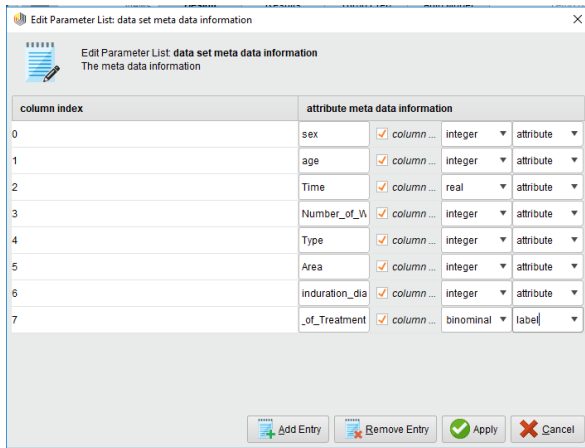 Edit Parameter List: data set meta data information
Edit Parameter List: data set meta data information
The meta data information
column index attribute meta data information
0 sex column ... integer attribute
1 age column ... integer attribute
2 Time column ... real attribute
3 Number_of_W column ... integer attribute
4 Type column ... integer attribute
5 Area column ... integer attribute
6 induration_dia column ... integer attribute
7 _of_Treatment column ... binominal label
Add Entry Remove Entry Apply Cancel